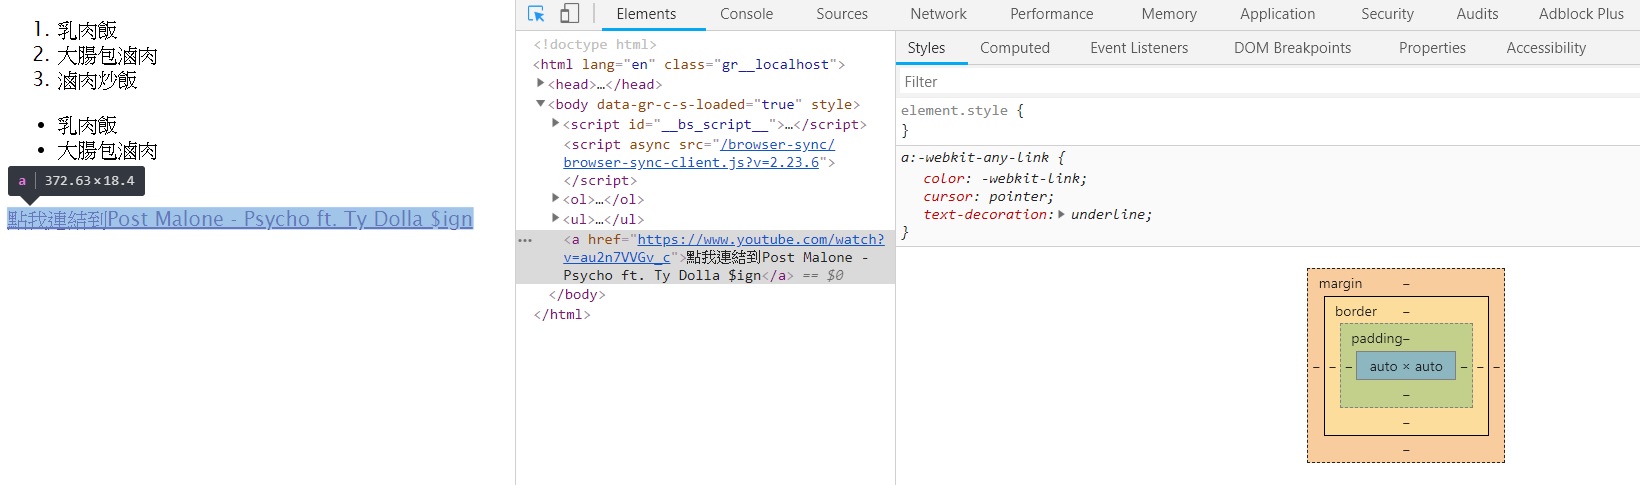 1. 乳肉飯
2. 大腸包滷肉
3. 滷肉炒飯
• 乳肉飯
• 大腸包滷肉
a 372.63×18.4
點我連結到Post Malone - Psycho ft. Ty Dolla $ign
Elements Console Sources Network Performance Memory Application Security Audits Adblock Plus
<!doctype html>
<html lang="en" class="gr__localhost">
<head>…</head>
<body data-gr-c-s-loaded="true" style>
<script id="__bs_script__">…</script>
<script async src="/browser-sync/
browser-sync-client.js?v=2.23.6">
</script>
<ol>…</ol>
<ul>…</ul>
<a href="https://www.youtube.com/watch?
v=au2n7VVGv_c">點我連結到Post Malone -
Psycho ft. Ty Dolla $ign</a> == $0
</body>
</html>
Styles Computed Event Listeners DOM Breakpoints Properties Accessibility
Filter
element.style {
}
a:-webkit-any-link {
color: -webkit-link;
cursor: pointer;
text-decoration: underline;
}
margin –
border –
padding –
– – – auto × auto – – –
–
–
–